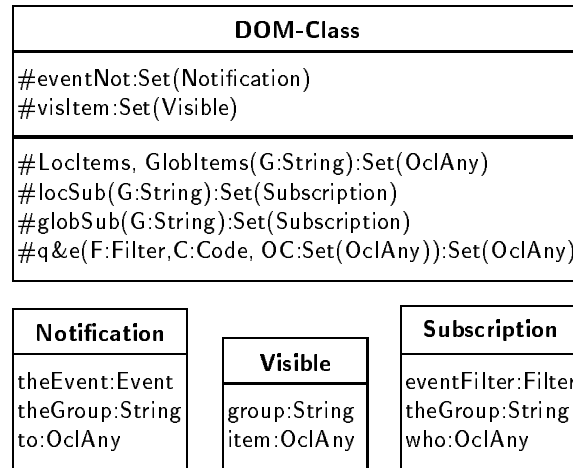 DOM-Class
#eventNot:Set(Notification)
#visItem:Set(Visible)
#LocItems, GlobItems(G:String):Set(OclAny)
#locSub(G:String):Set(Subscription)
#globSub(G:String):Set(Subscription)
#q&e(F:Filter,C:Code, OC:Set(OclAny)):Set(OclAny)
Notification
theEvent:Event
theGroup:String
to:OclAny
Visible
group:String
item:OclAny
Subscription
eventFilter:Filter
theGroup:String
who:OclAny